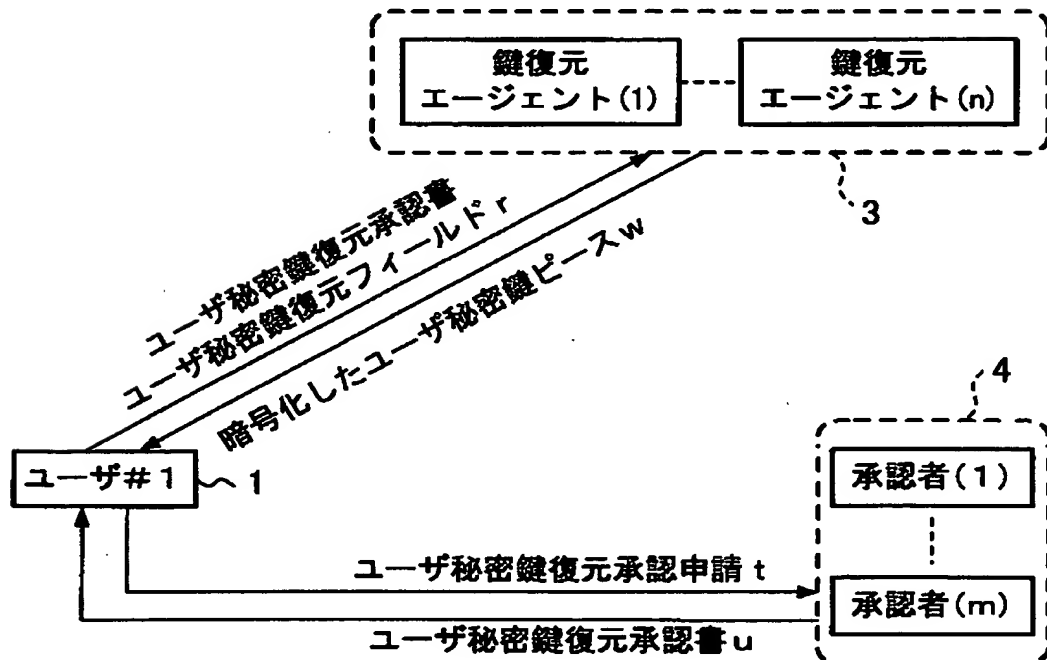 鍵復元
エージェント(1)
鍵復元
エージェント(n)
3
ユーザ秘密鍵復元承認書
ユーザ秘密鍵復元フィールドr
暗号化したユーザ秘密鍵ピースw
4
ユーザ#1
1
承認者(1)
ユーザ秘密鍵復元承認申請t
承認者(m)
ユーザ秘密鍵復元承認書u